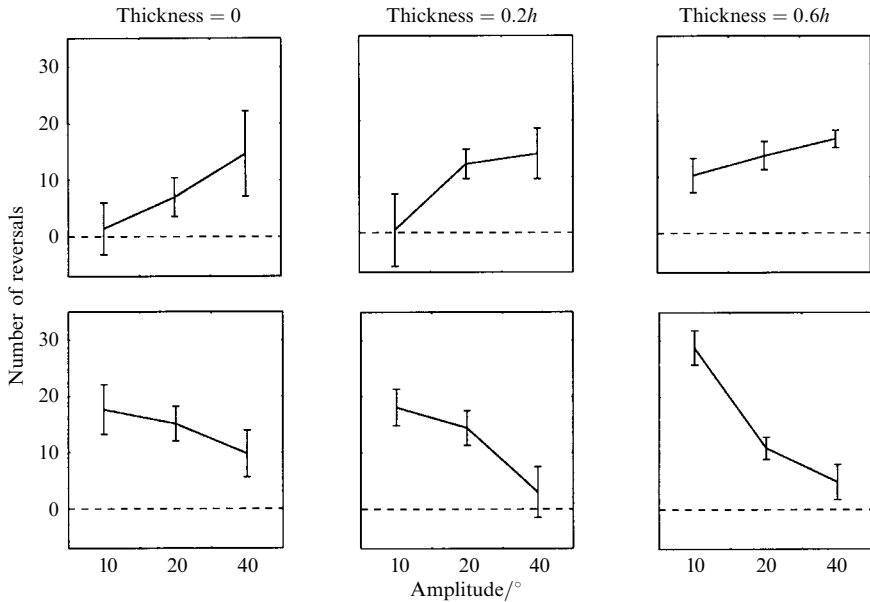 Thickness = 0
Thickness = 0.2h
Thickness = 0.6h
30
20
10
0
Number of reversals
30
20
10
0
10 20 40
10 20 40
10 20 40
Amplitude/°